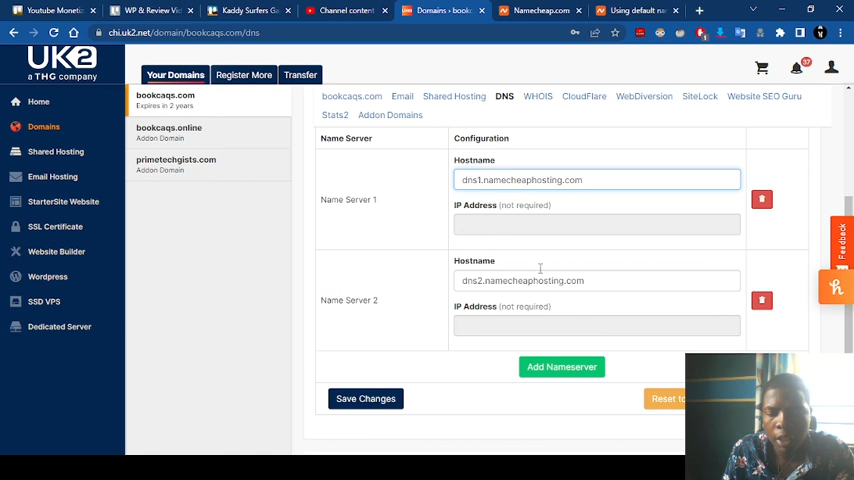 Youtube Moneti
WP & Review Vid
Kaddy Surfers Ga
Channel content
Domains › book
Namecheap.com
Using default na
chi.uk2.net/domain/bookcaqs.com/dns
UK2
a THG company
Your Domains
Register More
Transfer
37
Home
Domains
Shared Hosting
Email Hosting
StarterSite Website
SSL Certificate
Website Builder
Wordpress
SSD VPS
Dedicated Server
bookcaqs.com
Expires in 2 years
bookcaqs.online
Addon Domain
primetechgists.com
Addon Domain
bookcaqs.com Email Shared Hosting DNS WHOIS CloudFlare WebDiversion SiteLock Website SEO Guru
Stats2 Addon Domains
Name Server Configuration
Hostname
dns1.namecheaphosting.com
Name Server 1
IP Address (not required)
Hostname
dns2.namecheaphosting.com
Name Server 2
IP Address (not required)
Add Nameserver
Save Changes
Reset to
Feedback